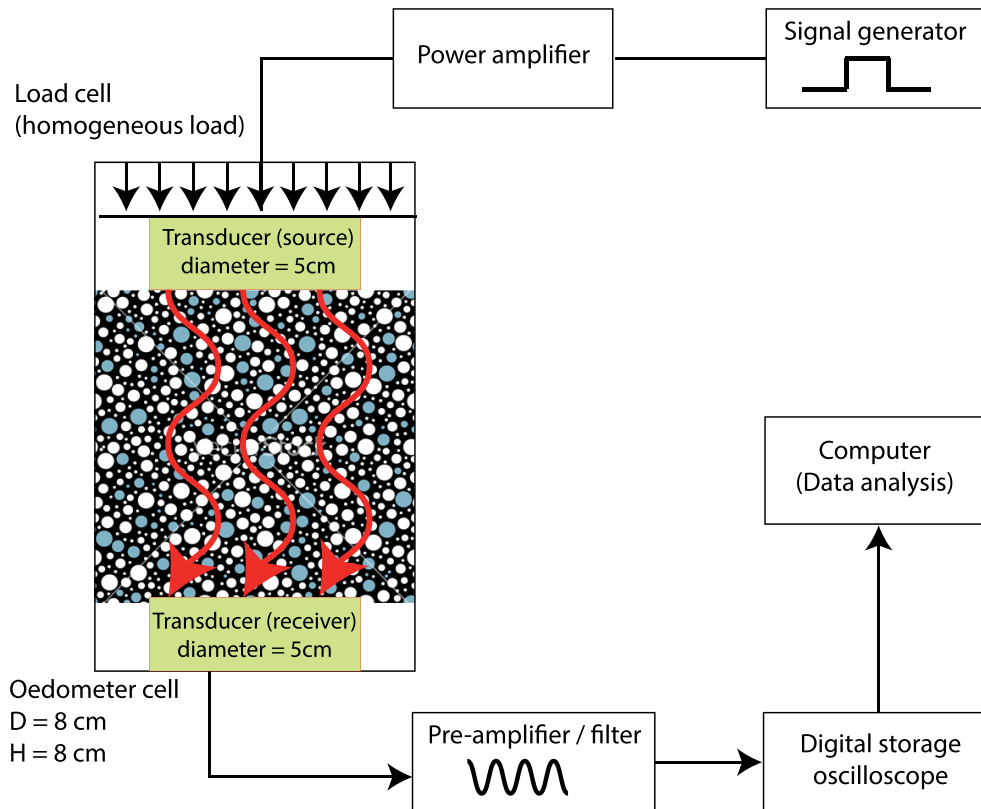 Signal generator
Power amplifier
Load cell
(homogeneous load)
Transducer (source)
diameter = 5cm
Computer
(Data analysis)
Transducer (receiver)
diameter = 5cm
Oedometer cell
D = 8 cm
H = 8 cm
Pre-amplifier / filter
Digital storage
oscilloscope